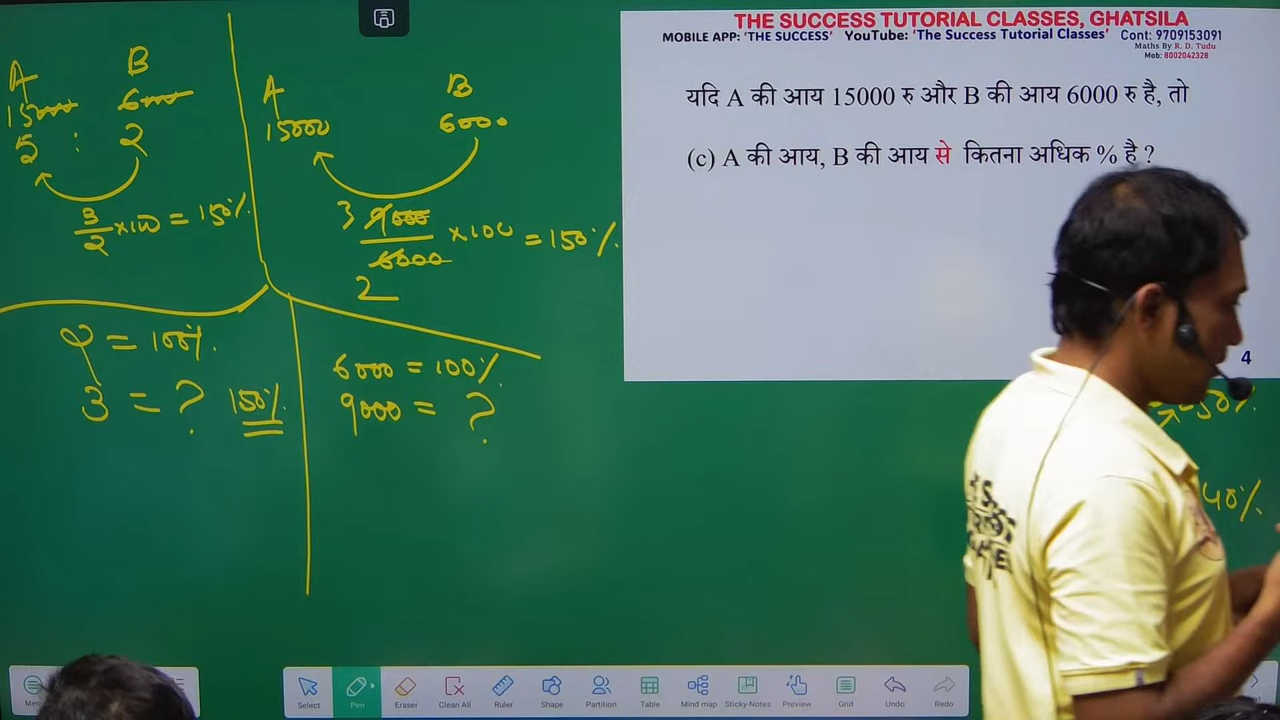 THE SUCCESS TUTORIAL CLASSES, GHATSILA
MOBILE APP: 'THE SUCCESS' YouTube: 'The Success Tutorial Classes' Cont: 9709153091
Maths By R. D. Tudu
Mob: 8002042328
यदि A की आय 15000 रु और B की आय 6000 रु है, तो
(c) A की आय, B की आय से कितना अधिक % है ?
4
A B
15000 6000
5 : 2
3/2 ×100 = 150%
A B
15000 6000
3 9000/6000 ×100 = 150%
2
2 = 100%
3 = ? 150%
6000 = 100%
9000 = ?
50%
40%
Select Pen Eraser Clean All Ruler Shape Partition Table Mind map Sticky-Notes Preview Grid Undo Redo